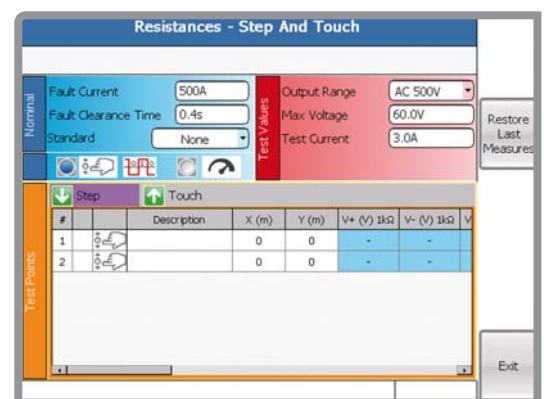 Resistances - Step And Touch
Nominal
Fault Current 500A
Fault Clearance Time 0.4s
Standard None
Test Values
Output Range AC 500V
Max Voltage 60.0V
Test Current 3.0A
Restore
Last
Measures
Step Touch
Test Points
# Description X (m) Y (m) V+ (V) 1kΩ V- (V) 1kΩ V
1 0 0 - -
2 0 0 - -
Exit